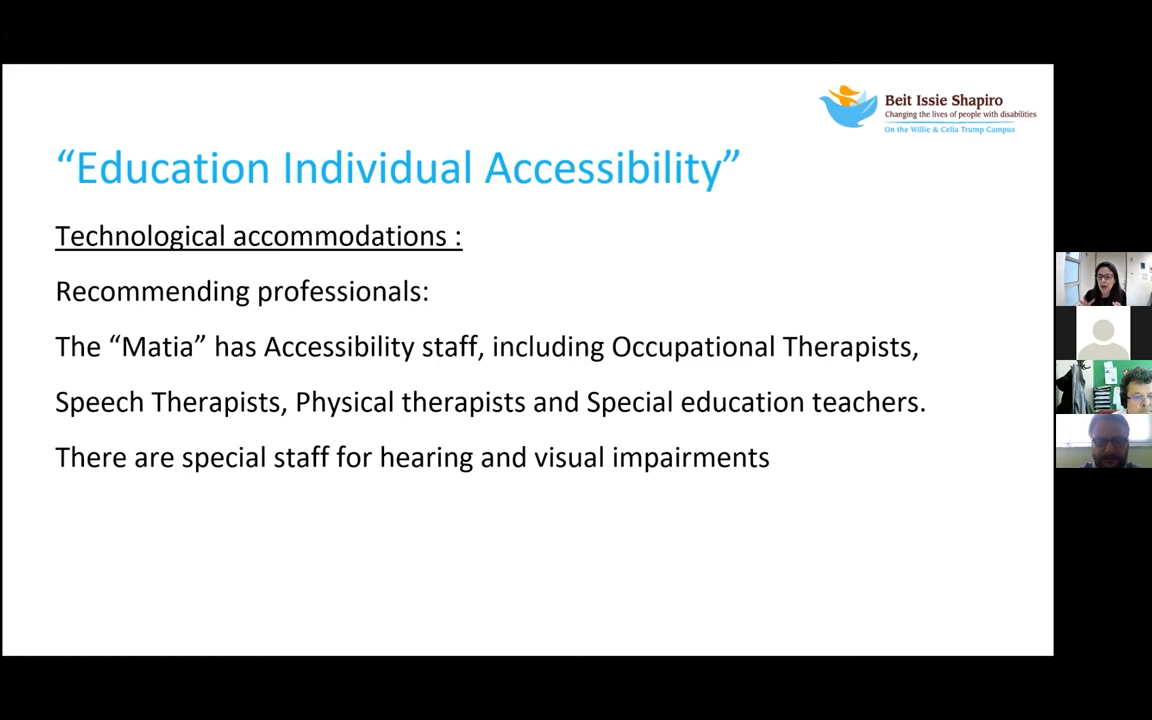 Beit Issie Shapiro
Changing the lives of people with disabilities
On the Willie & Celia Trump Campus
“Education Individual Accessibility”
Technological accommodations :
Recommending professionals:
The “Matia” has Accessibility staff, including Occupational Therapists,
Speech Therapists, Physical therapists and Special education teachers.
There are special staff for hearing and visual impairments